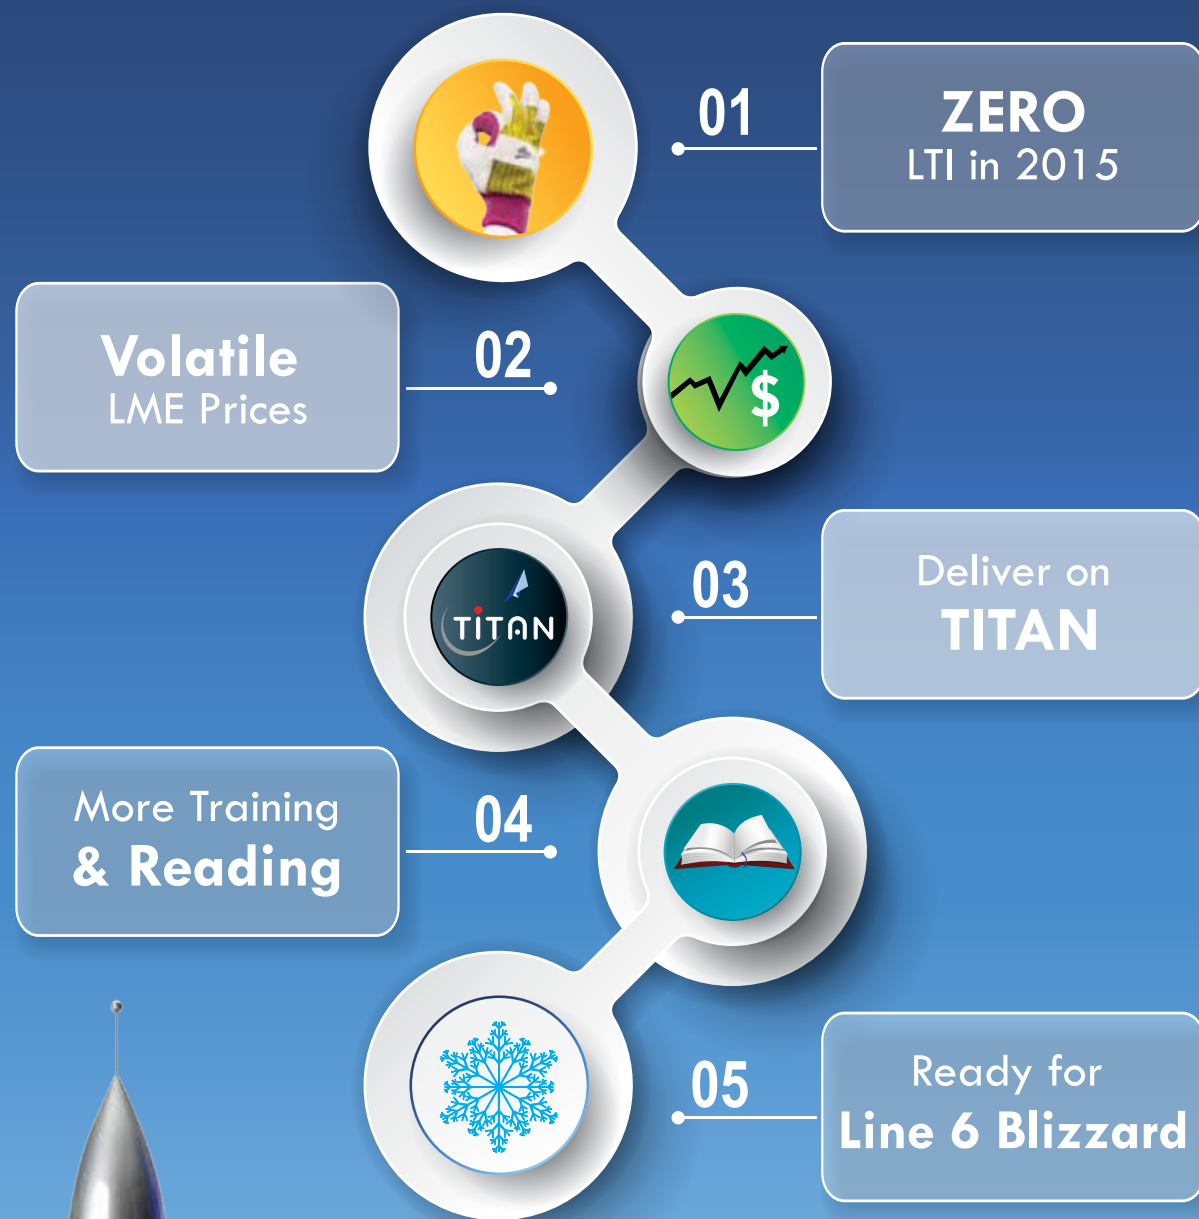 01
ZERO
LTI in 2015
Volatile
LME Prices
02
$
TiTAN
03
Deliver on
TITAN
More Training
& Reading
04
05
Ready for
Line 6 Blizzard